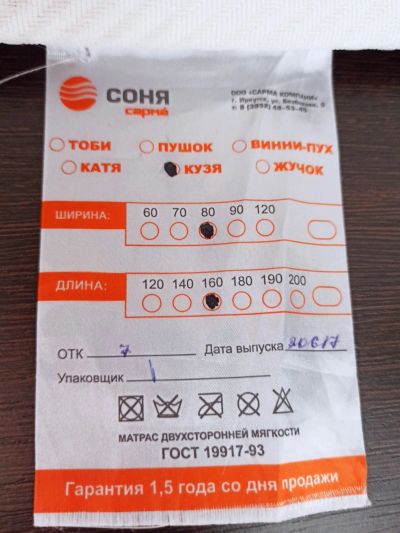 СОНЯ
сарма
ООО «САРМА КОМПАНИ»
г. Иркутск, ул.
ТОБИ ПУШОК ВИННИ-ПУХ
КАТЯ КУЗЯ ЖУЧОК
ШИРИНА: 60 70 80 90 120
ДЛИНА: 120 140 160 180 190 200
ОТК 7 Дата выпуска 20617
Упаковщик
МАТРАС ДВУХСТОРОННЕЙ МЯГКОСТИ
ГОСТ 19917-93
Гарантия 1,5 года со дня продажи